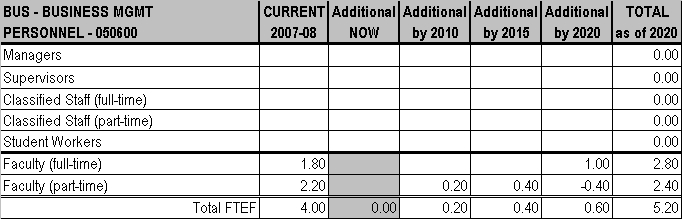 BUS - BUSINESS MGMT CURRENT Additional Additional Additional Additional TOTAL
PERSONNEL - 050600 2007-08 NOW by 2010 by 2015 by 2020 as of 2020
Managers 0.00
Supervisors 0.00
Classified Staff (full-time) 0.00
Classified Staff (part-time) 0.00
Student Workers 0.00
Faculty (full-time) 1.80 1.00 2.80
Faculty (part-time) 2.20 0.20 0.40 -0.40 2.40
Total FTEF 4.00 0.00 0.20 0.40 0.60 5.20